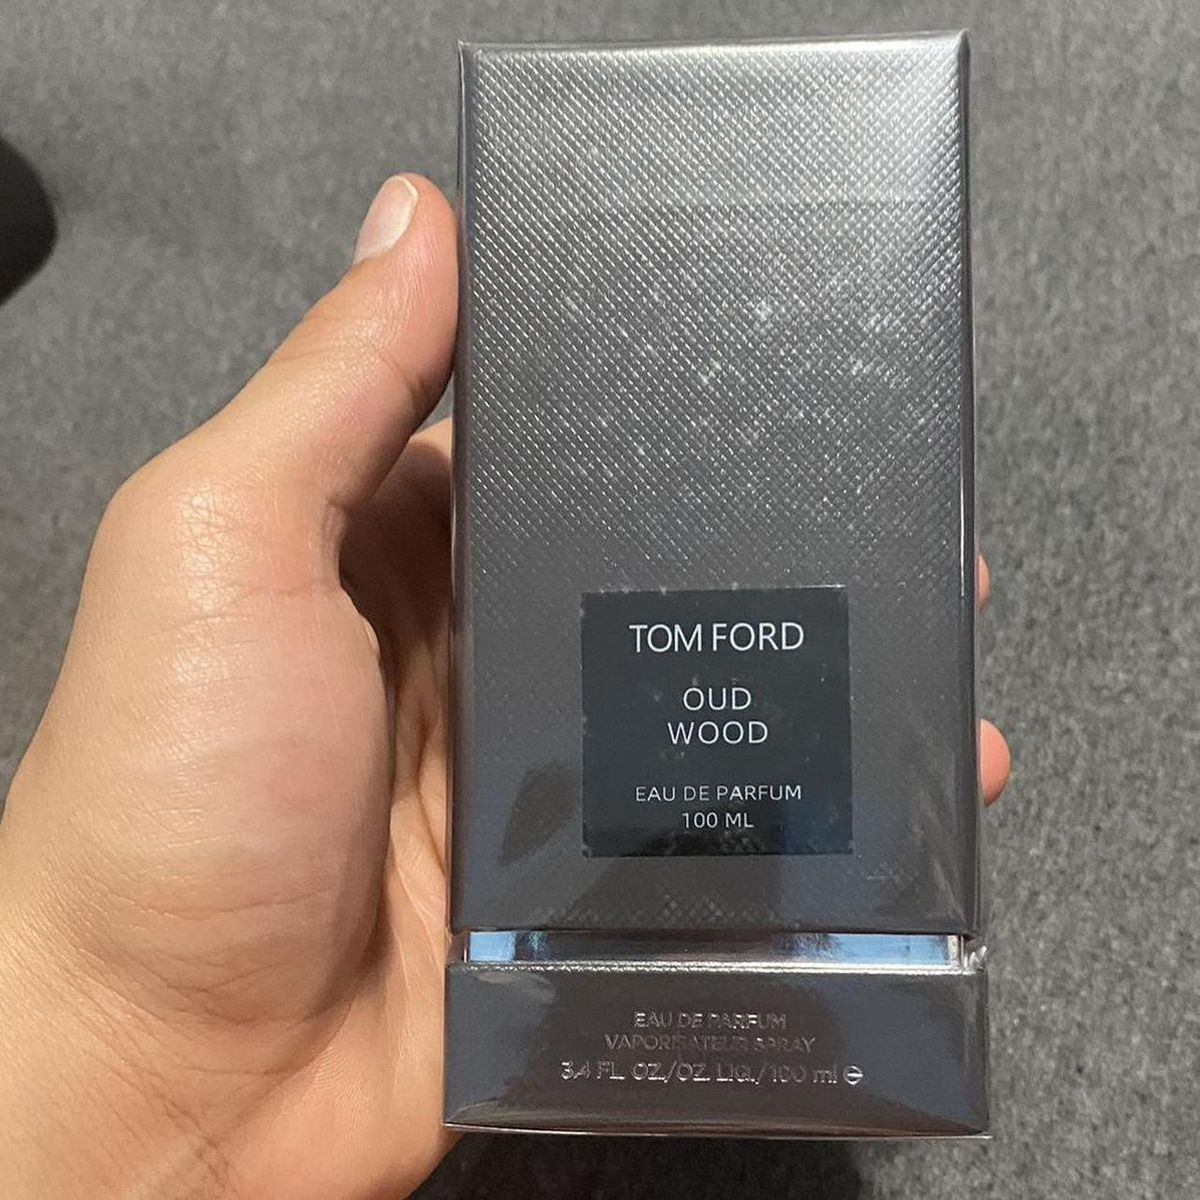 TOM FORD
OUD
WOOD
EAU DE PARFUM
100 ML
EAU DE PARFUM
VAPORISATEUR SPRAY
3.4 FL. OZ./OZ. LIQ./100 ml ℮